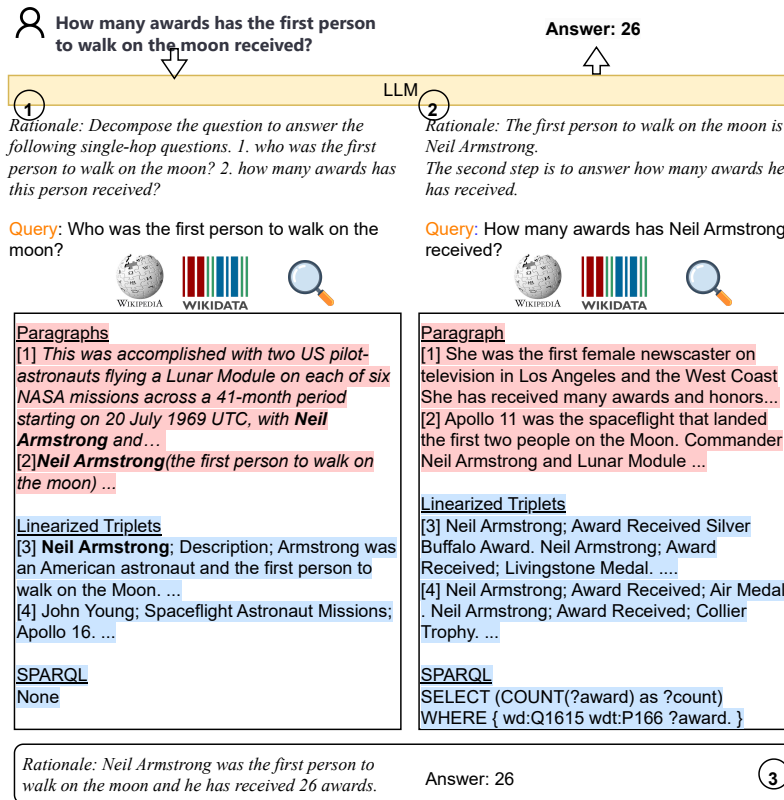 How many awards has the first person
to walk on the moon received?
Answer: 26
LLM
1
Rationale: Decompose the question to answer the
following single-hop questions. 1. who was the first
person to walk on the moon? 2. how many awards has
this person received?
Query: Who was the first person to walk on the
moon?
WIKIPEDIA
WIKIDATA
Paragraphs
[1] This was accomplished with two US pilot-
astronauts flying a Lunar Module on each of six
NASA missions across a 41-month period
starting on 20 July 1969 UTC, with Neil
Armstrong and…
[2]Neil Armstrong(the first person to walk on
the moon) ...
Linearized Triplets
[3] Neil Armstrong; Description; Armstrong was
an American astronaut and the first person to
walk on the Moon. ...
[4] John Young; Spaceflight Astronaut Missions;
Apollo 16. ...
SPARQL
None
2
Rationale: The first person to walk on the moon is
Neil Armstrong.
The second step is to answer how many awards he
has received.
Query: How many awards has Neil Armstrong
received?
WIKIPEDIA
WIKIDATA
Paragraph
[1] She was the first female newscaster on
television in Los Angeles and the West Coast
She has received many awards and honors...
[2] Apollo 11 was the spaceflight that landed
the first two people on the Moon. Commander
Neil Armstrong and Lunar Module ...
Linearized Triplets
[3] Neil Armstrong; Award Received Silver
Buffalo Award. Neil Armstrong; Award
Received; Livingstone Medal. ....
[4] Neil Armstrong; Award Received; Air Medal
. Neil Armstrong; Award Received; Collier
Trophy. ...
SPARQL
SELECT (COUNT(?award) as ?count)
WHERE { wd:Q1615 wdt:P166 ?award. }
Rationale: Neil Armstrong was the first person to
walk on the moon and he has received 26 awards.
Answer: 26
3